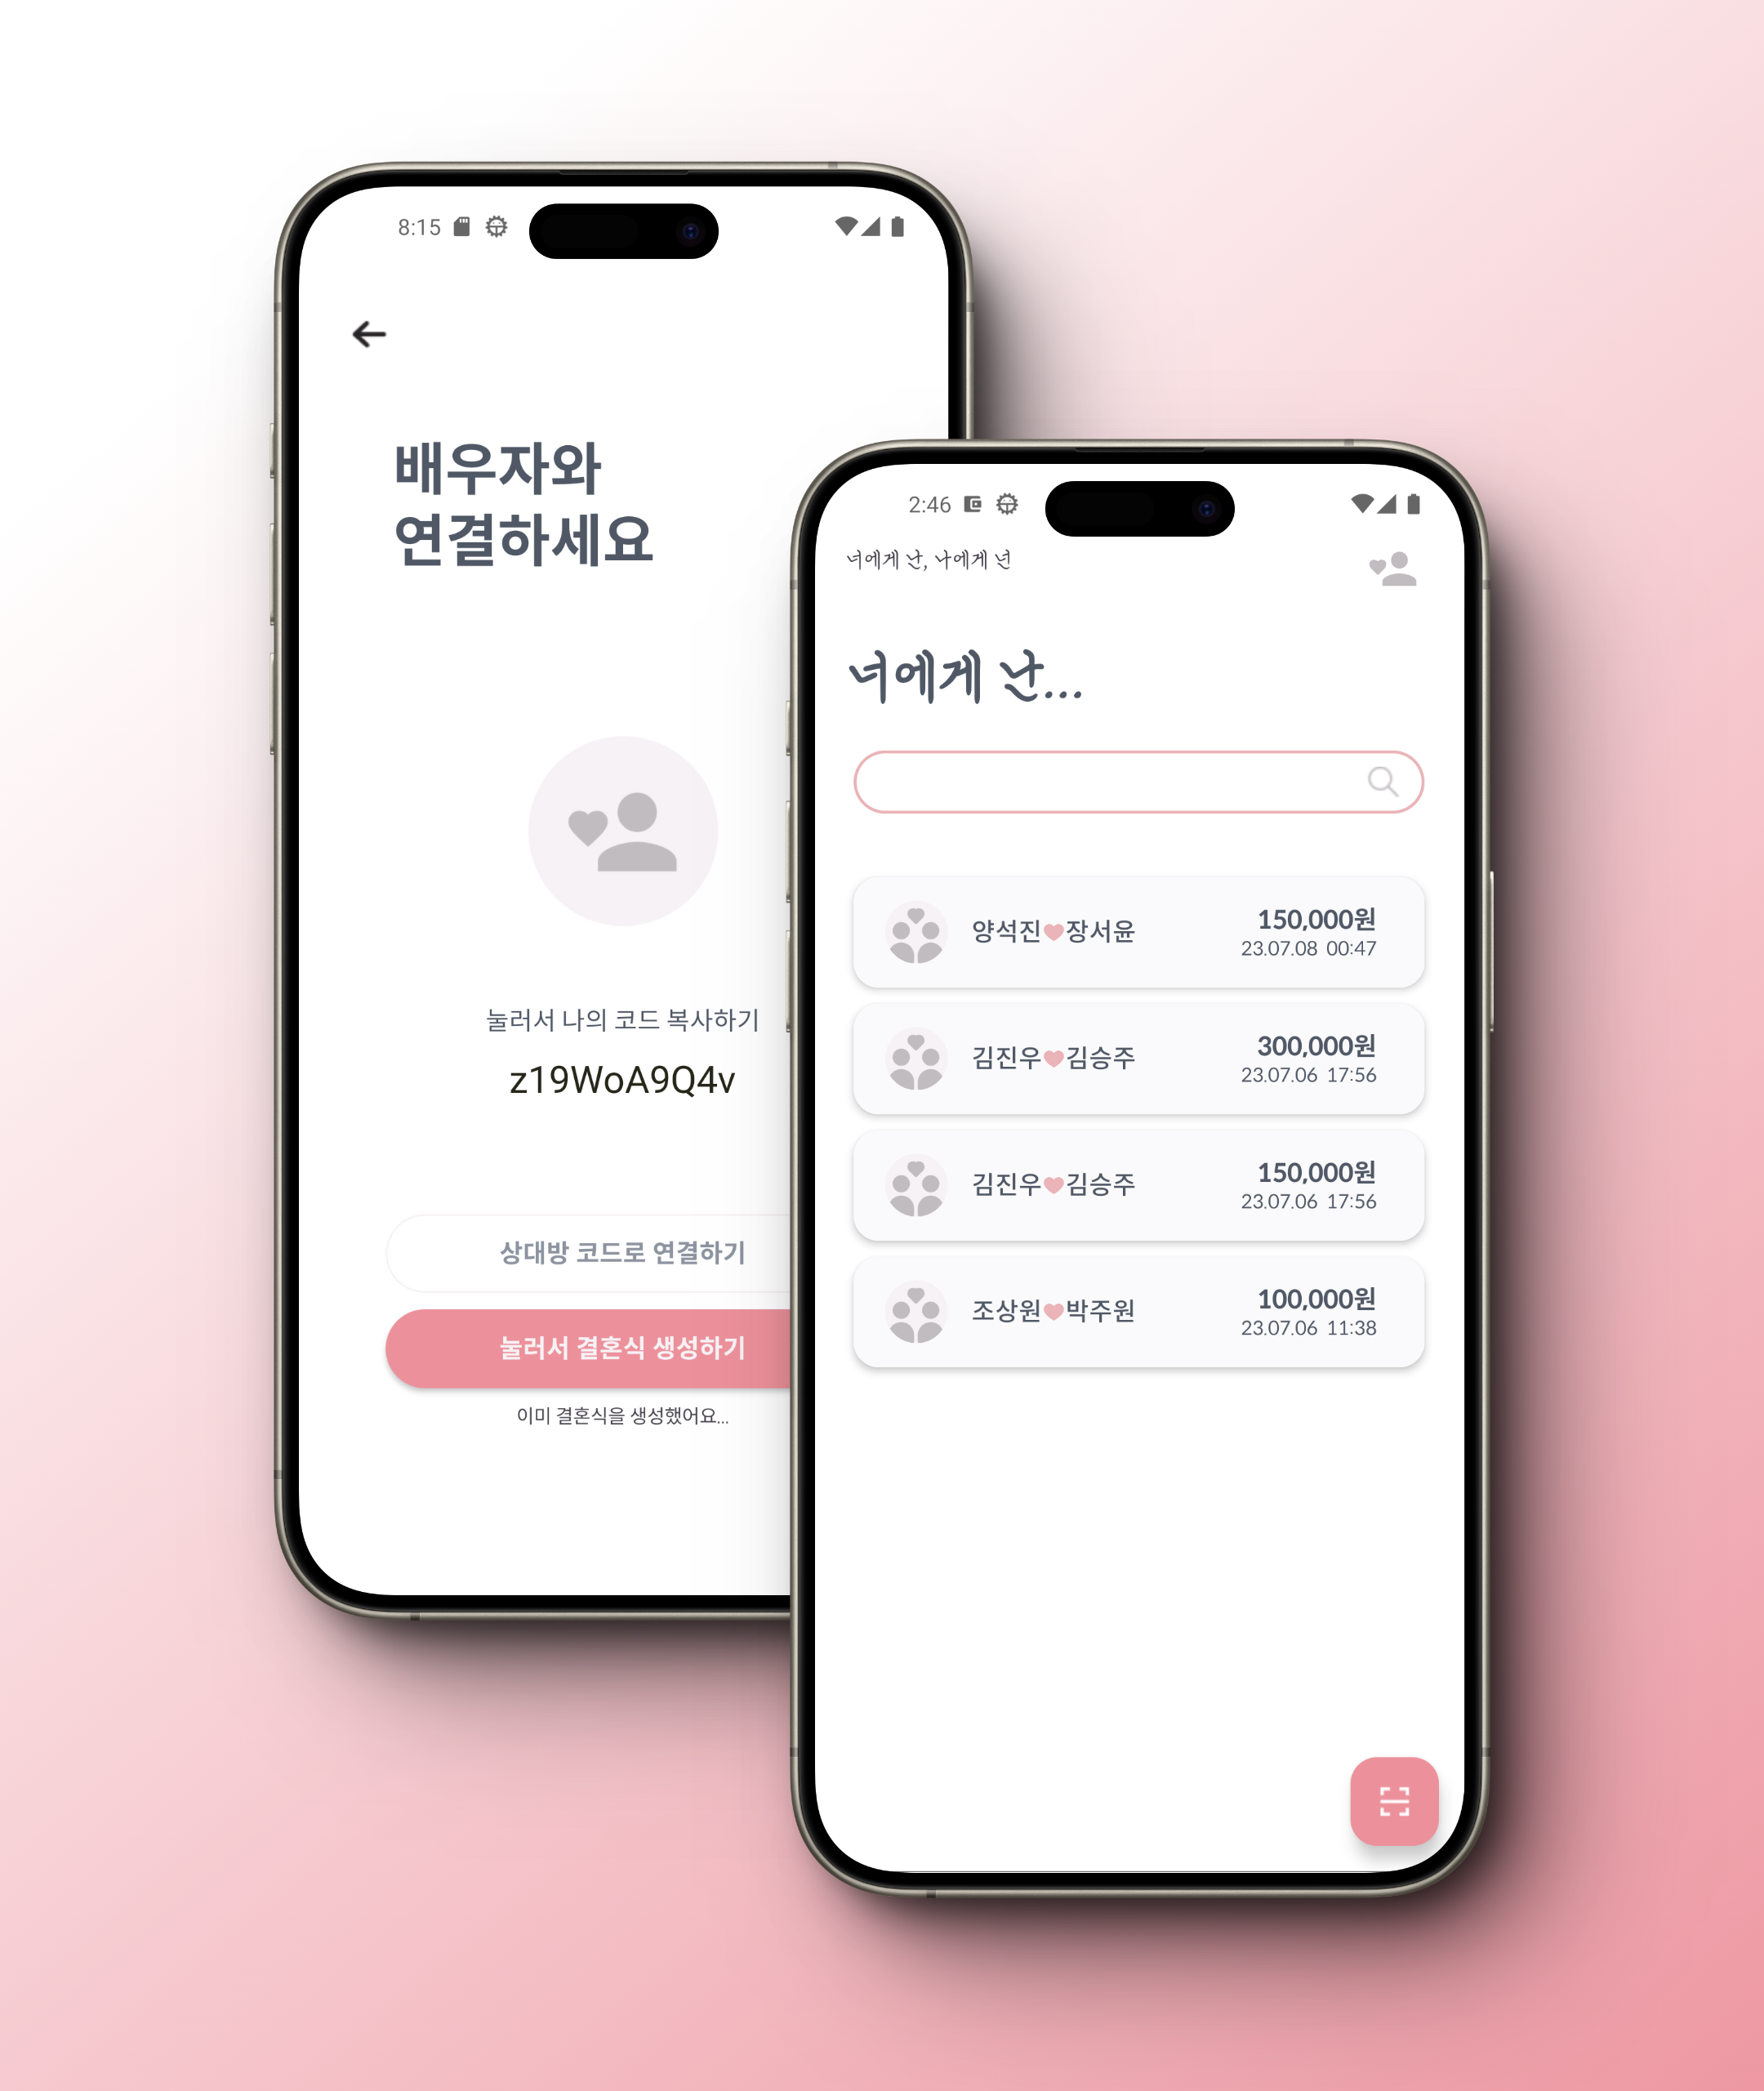 8:15
배우자와
연결하세요
눌러서 나의 코드 복사하기
z19WoA9Q4v
상대방 코드로 연결하기
눌러서 결혼식 생성하기
이미 결혼식을 생성했어요...
2:46
너에게 난, 나에게 넌
너에게 난...
양석진♥장서윤
150,000원
23.07.08 00:47
김진우♥김승주
300,000원
23.07.06 17:56
김진우♥김승주
150,000원
23.07.06 17:56
조상원♥박주원
100,000원
23.07.06 11:38